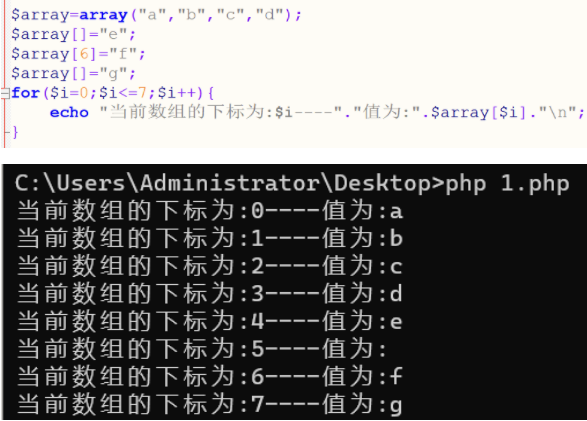 $array=array("a","b","c","d");
$array[]="e";
$array[6]="f";
$array[]="g";
for($i=0;$i<=7;$i++){
    echo "当前数组的下标为:$i----"."值为:".$array[$i]."\n";
}
C:\Users\Administrator\Desktop>php 1.php
当前数组的下标为:0----值为:a
当前数组的下标为:1----值为:b
当前数组的下标为:2----值为:c
当前数组的下标为:3----值为:d
当前数组的下标为:4----值为:e
当前数组的下标为:5----值为:
当前数组的下标为:6----值为:f
当前数组的下标为:7----值为:g